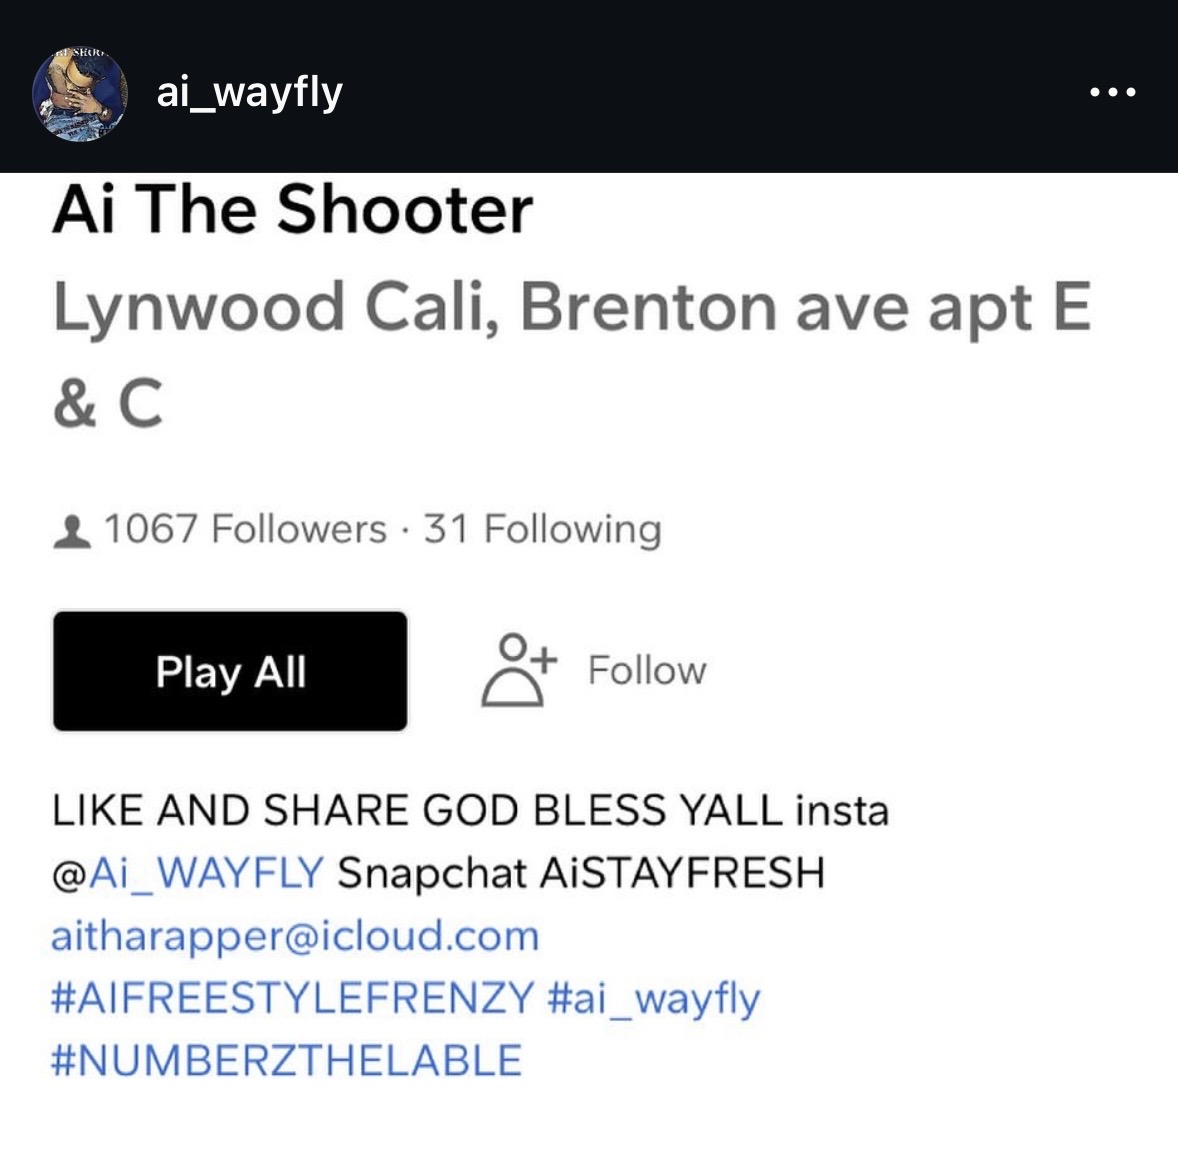 ai_wayfly
Ai The Shooter
Lynwood Cali, Brenton ave apt E
& C
1067 Followers · 31 Following
Play All
Follow
LIKE AND SHARE GOD BLESS YALL insta
@Ai_WAYFLY Snapchat AiSTAYFRESH
aitharapper@icloud.com
#AIFREESTYLEFRENZY #ai_wayfly
#NUMBERZTHELABLE